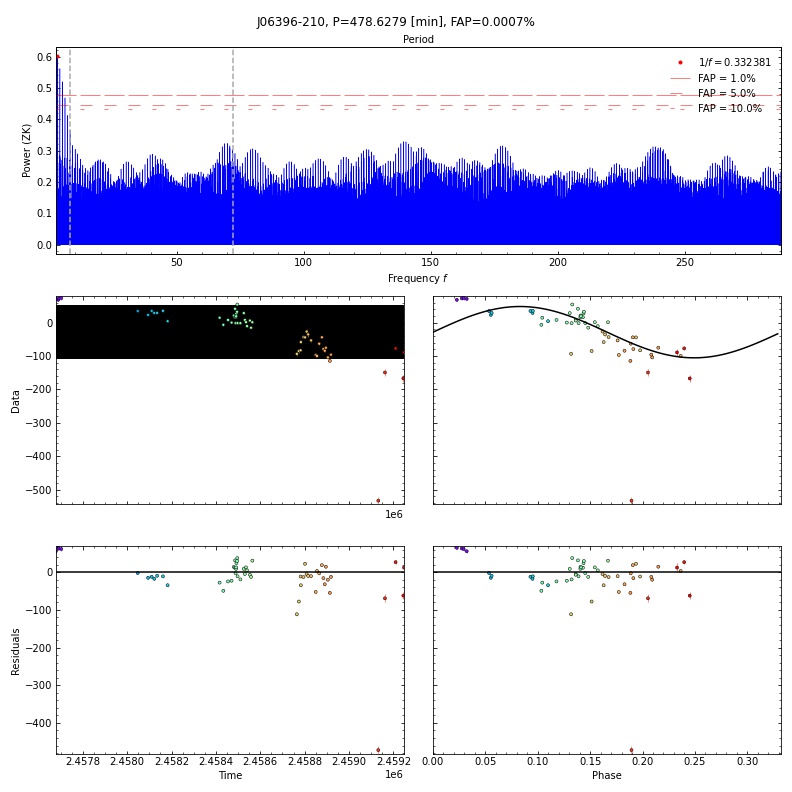 J06396-210, P=478.6279 [min], FAP=0.0007%
Period
Power (ZK)
0.6
0.5
0.4
0.3
0.2
0.1
0.0
1/f = 0.332381
FAP = 1.0%
FAP = 5.0%
FAP = 10.0%
50 100 150 200 250
Frequency f
Data
0
−100
−200
−300
−400
−500
1e6
Residuals
0
−100
−200
−300
−400
2.4578 2.4580 2.4582 2.4584 2.4586 2.4588 2.4590 2.4592
Time
1e6
0.00 0.05 0.10 0.15 0.20 0.25 0.30
Phase